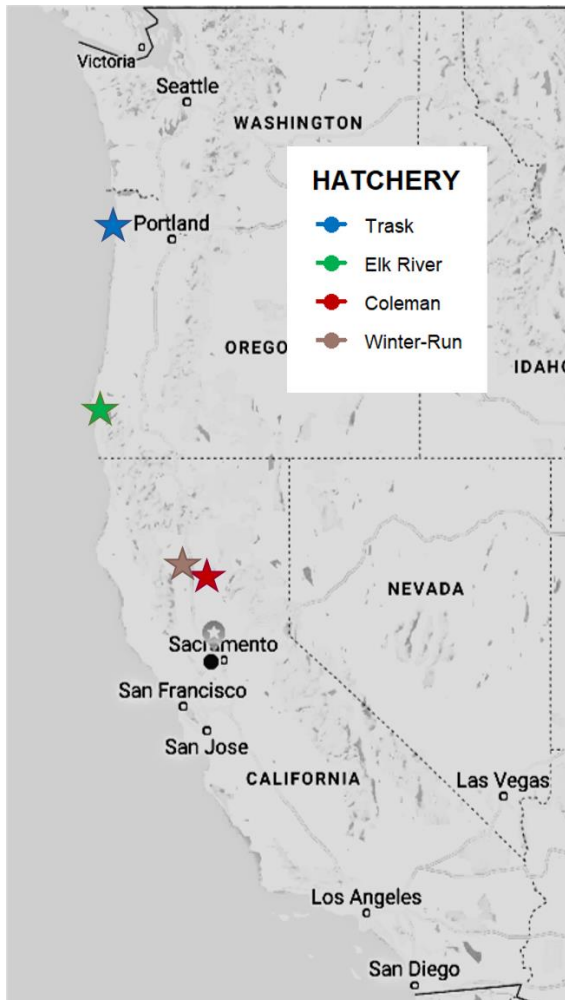 Victoria
Seattle
WASHINGTON
HATCHERY
Portland
Trask
Elk River
Coleman
OREGO
Winter-Run
IDAHO
NEVADA
Sacramento
San Francisco
San Jose
CALIFORNIA
Las Vegas
Los Angeles
San Diego